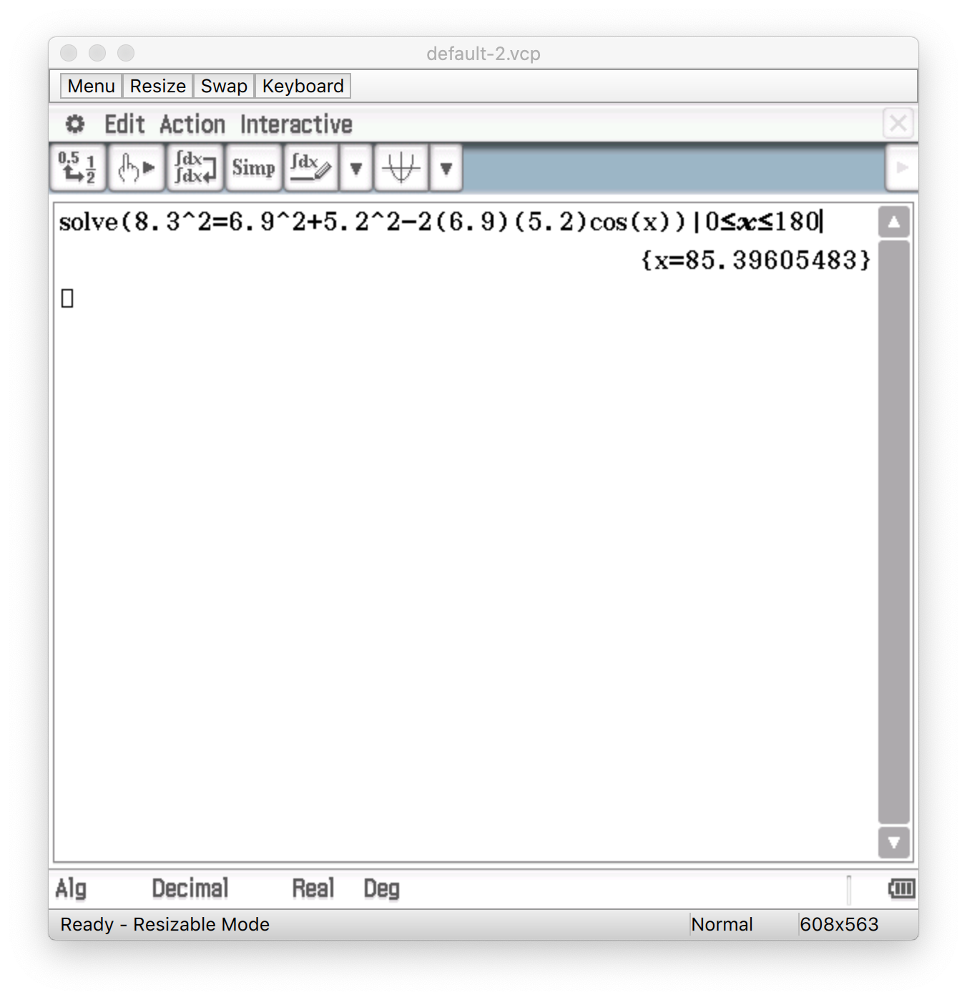 default-2.vcp
Menu Resize Swap Keyboard
Edit Action Interactive
0.5 1 2 ∫dx ∫dx Simp ∫dx
solve(8.3^2=6.9^2+5.2^2-2(6.9)(5.2)cos(x))|0≤x≤180
{x=85.39605483}
Alg Decimal Real Deg
Ready - Resizable Mode Normal 608x563